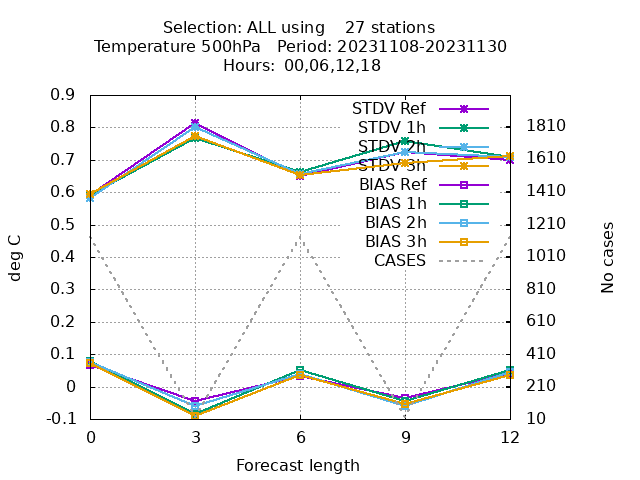 Selection: ALL using    27 stations
Temperature 500hPa   Period: 20231108-20231130
Hours: 00,06,12,18
0.9
0.8
0.7
0.6
0.5
0.4
0.3
0.2
0.1
0
-0.1
deg C
STDV Ref
STDV 1h
STDV 2h
STDV 3h
BIAS Ref
BIAS 1h
BIAS 2h
BIAS 3h
CASES
1810
1610
1410
1210
1010
810
610
410
210
10
No cases
0 3 6 9 12
Forecast length